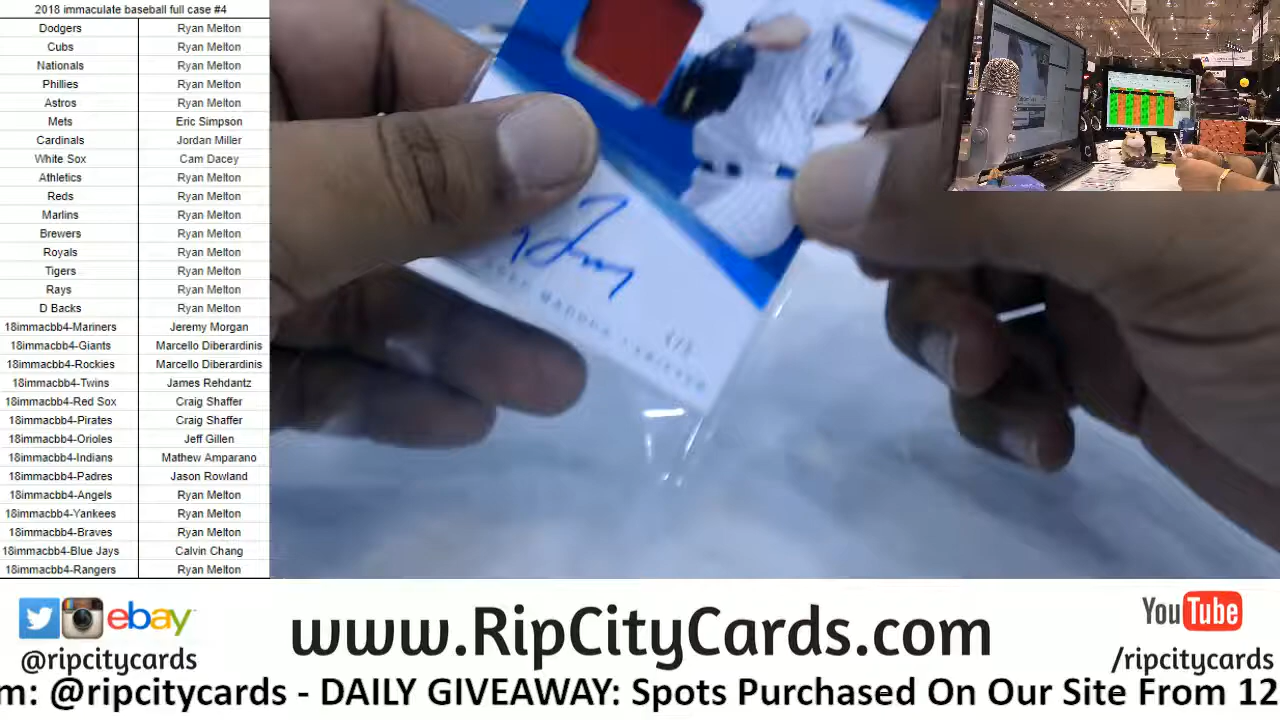 2018 immaculate baseball full case #4
Dodgers Ryan Melton
Cubs Ryan Melton
Nationals Ryan Melton
Phillies Ryan Melton
Astros Ryan Melton
Mets Eric Simpson
Cardinals Jordan Miller
White Sox Cam Dacey
Athletics Ryan Melton
Reds Ryan Melton
Marlins Ryan Melton
Brewers Ryan Melton
Royals Ryan Melton
Tigers Ryan Melton
Rays Ryan Melton
D Backs Ryan Melton
18immacbb4-Mariners Jeremy Morgan
18immacbb4-Giants Marcello Diberardinis
18immacbb4-Rockies Marcello Diberardinis
18immacbb4-Twins James Rehdantz
18immacbb4-Red Sox Craig Shaffer
18immacbb4-Pirates Craig Shaffer
18immacbb4-Orioles Jeff Gillen
18immacbb4-Indians Mathew Amparano
18immacbb4-Padres Jason Rowland
18immacbb4-Angels Ryan Melton
18immacbb4-Yankees Ryan Melton
18immacbb4-Braves Ryan Melton
18immacbb4-Blue Jays Calvin Chang
18immacbb4-Rangers Ryan Melton
ebay
@ripcitycards
www.RipCityCards.com
YouTube
/ripcitycards
m: @ripcitycards - DAILY GIVEAWAY: Spots Purchased On Our Site From 12